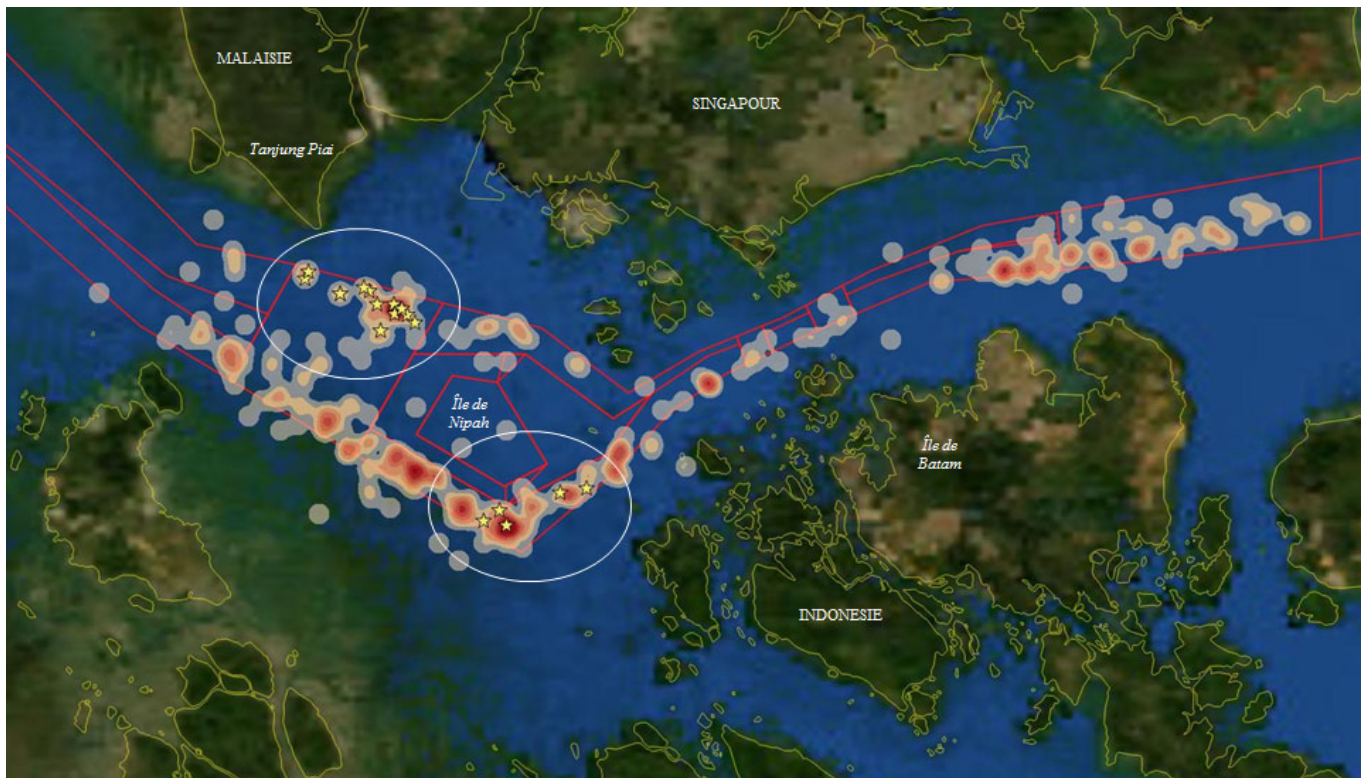 MALAISIE
SINGAPOUR
Tanjung Piai
Île de
Nipah
Île de
Batam
INDONESIE